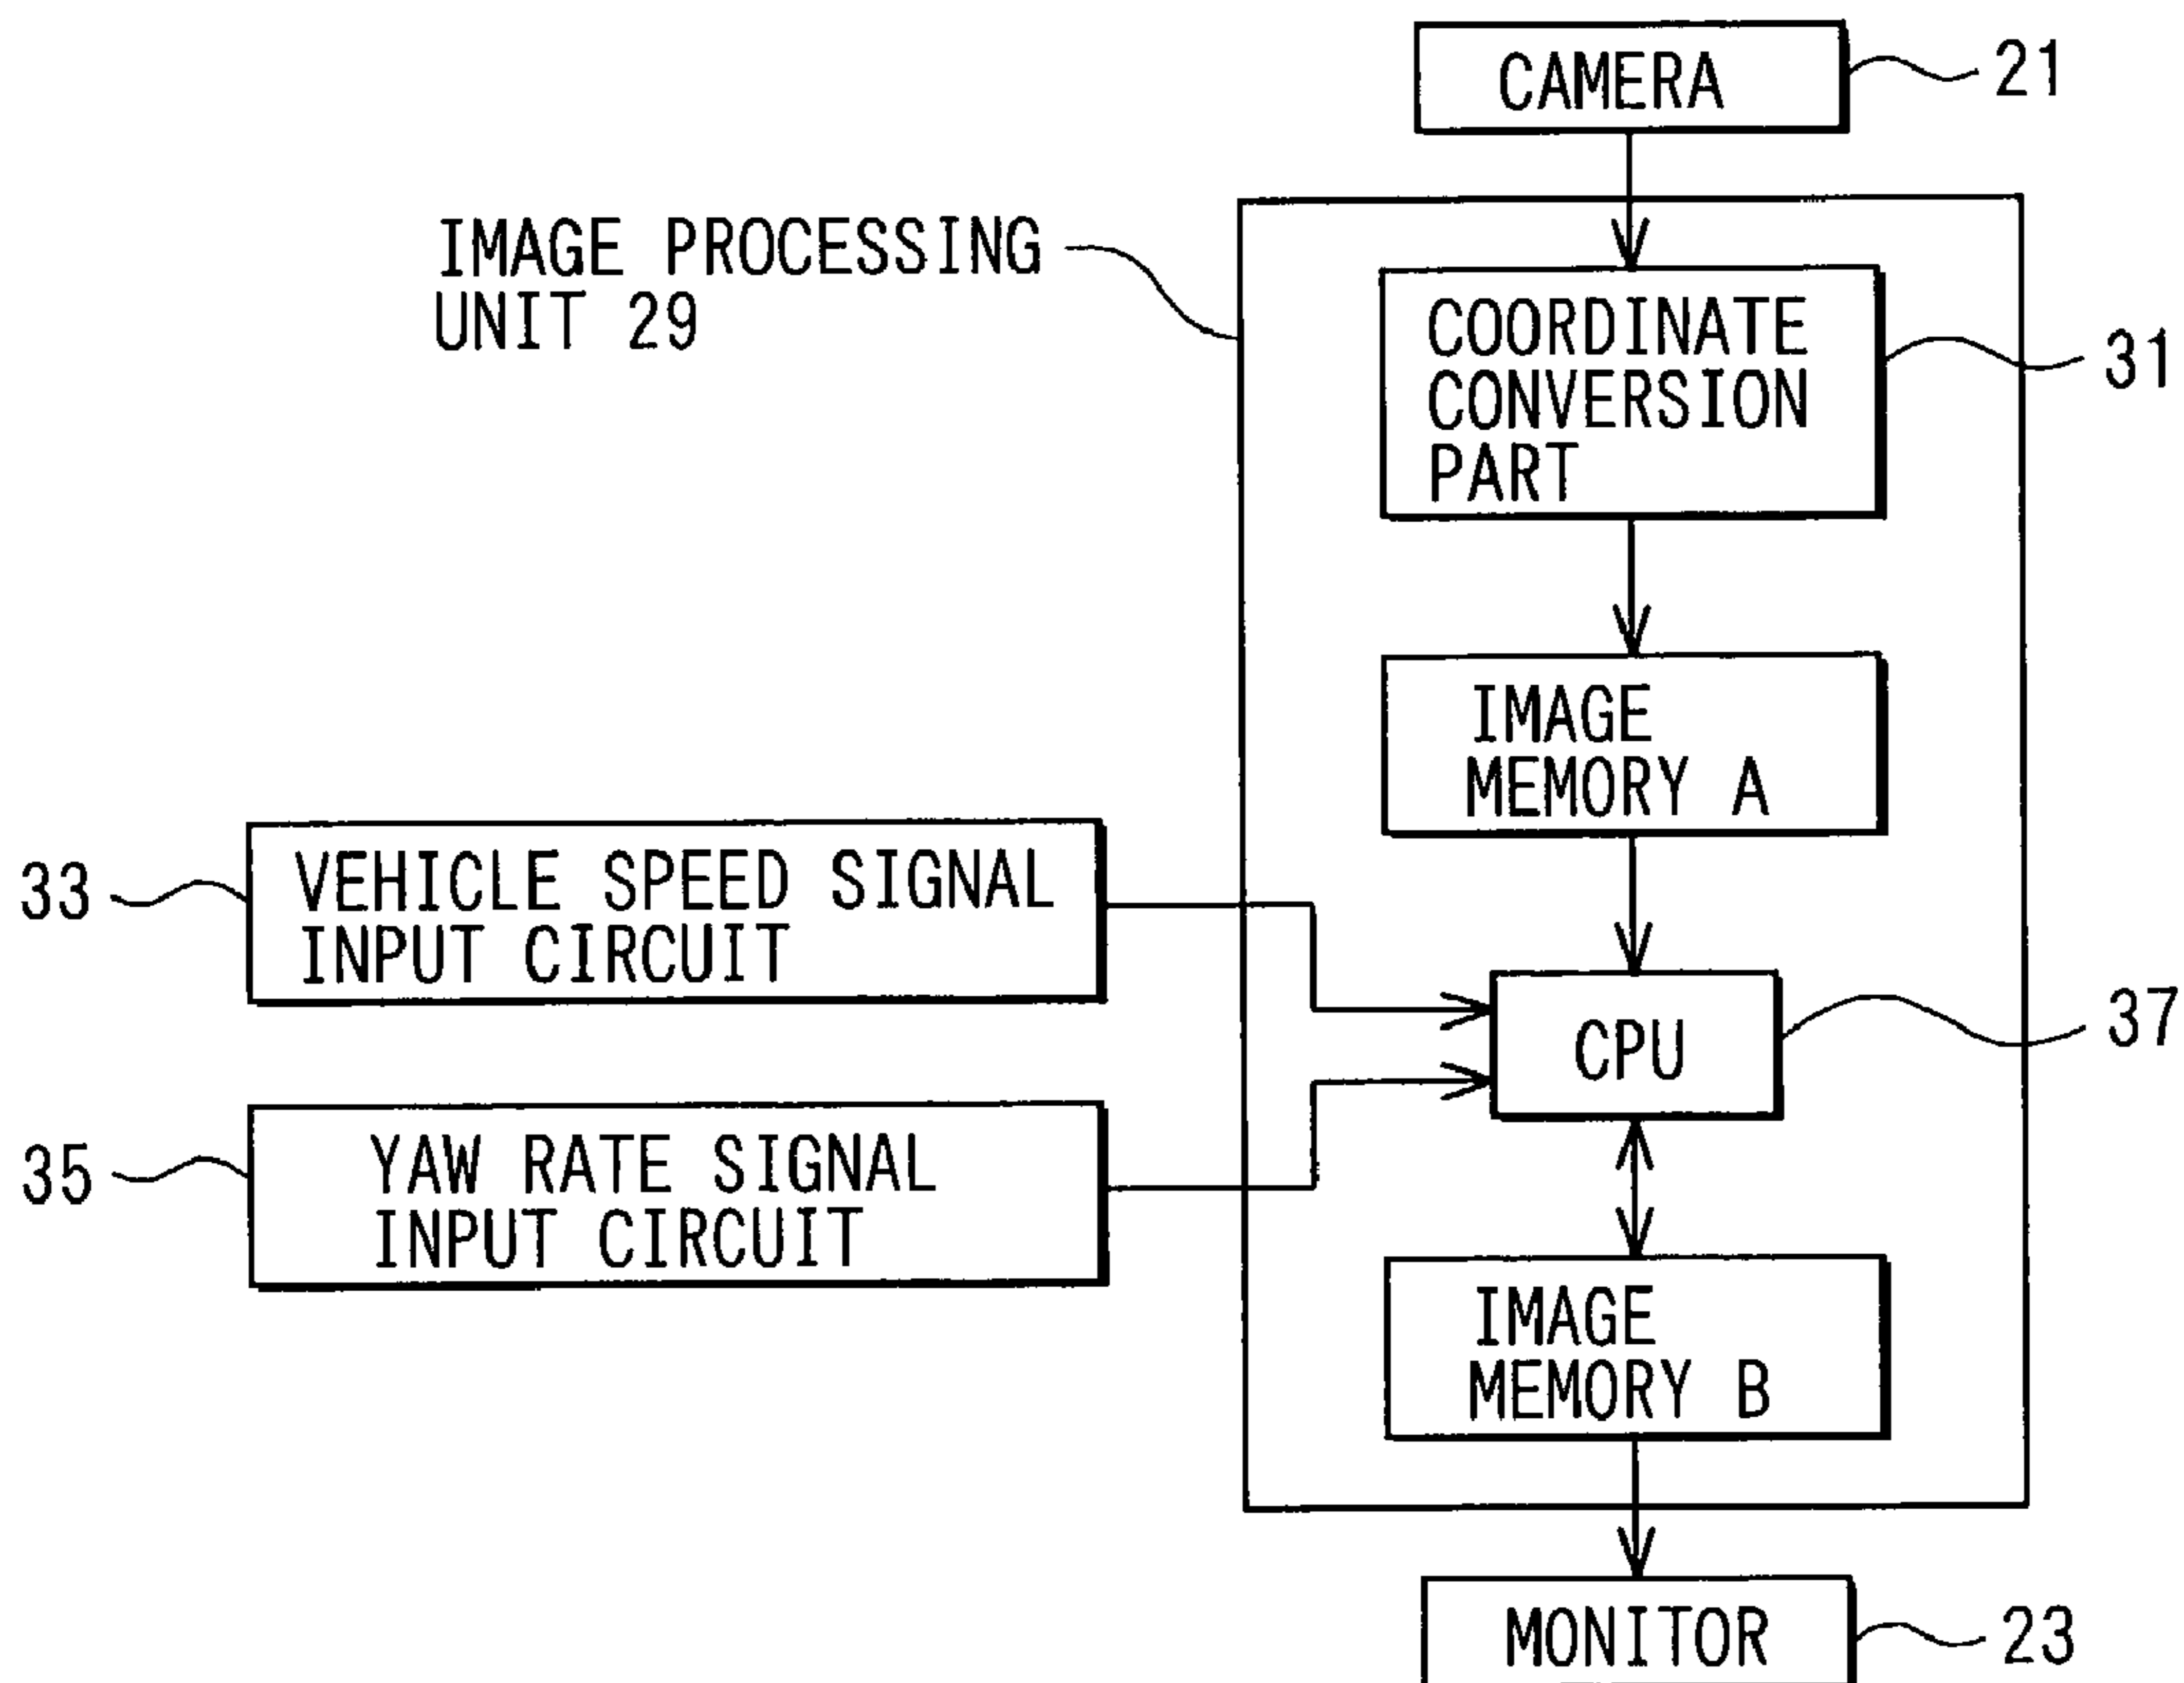 CAMERA
21
IMAGE PROCESSING
UNIT 29
COORDINATE
CONVERSION
PART
31
IMAGE
MEMORY A
33
VEHICLE SPEED SIGNAL
INPUT CIRCUIT
CPU
37
35
YAW RATE SIGNAL
INPUT CIRCUIT
IMAGE
MEMORY B
MONITOR
23